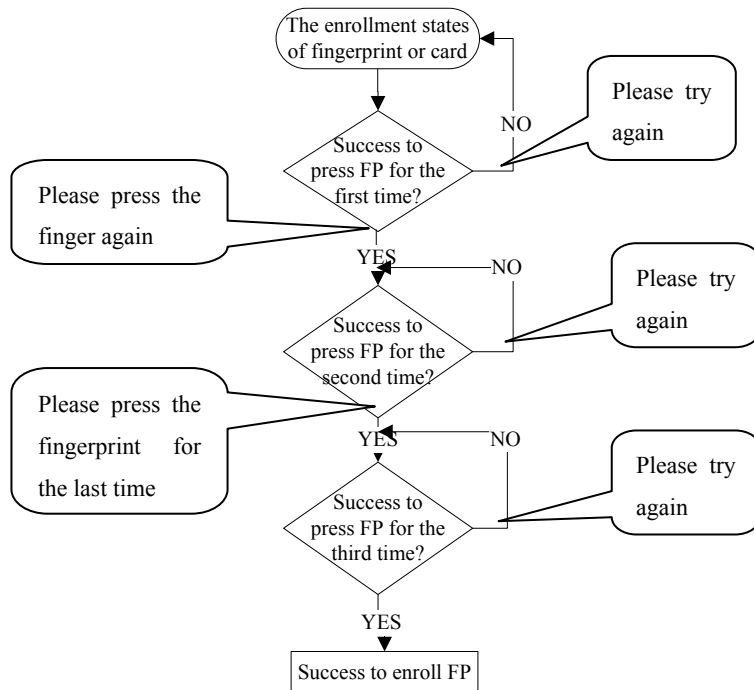 The enrollment states
of fingerprint or card
Please try
again
NO
Success to
press FP for the
first time?
Please press the
finger again
YES
NO
Please try
again
Success to
press FP for the
second time?
Please press the
fingerprint for
the last time
YES
NO
Please try
again
Success to
press FP for the
third time?
YES
Success to enroll FP